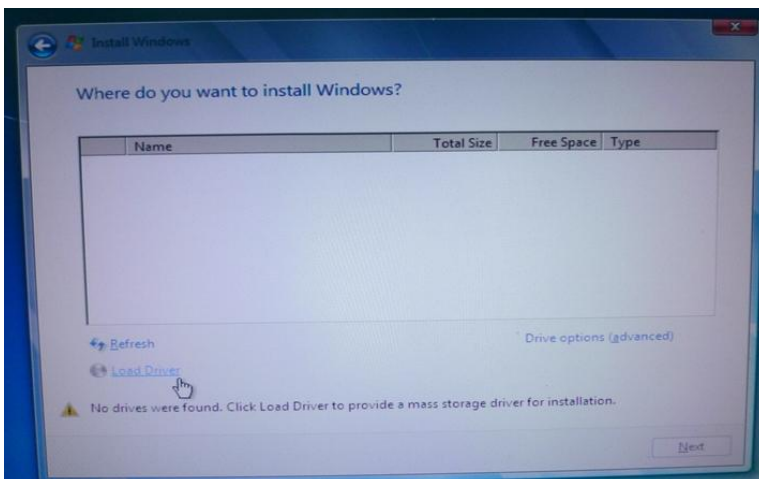 Install Windows
Where do you want to install Windows?
Name Total Size Free Space Type
Refresh Drive options (advanced)
Load Driver
No drives were found. Click Load Driver to provide a mass storage driver for installation.
Next